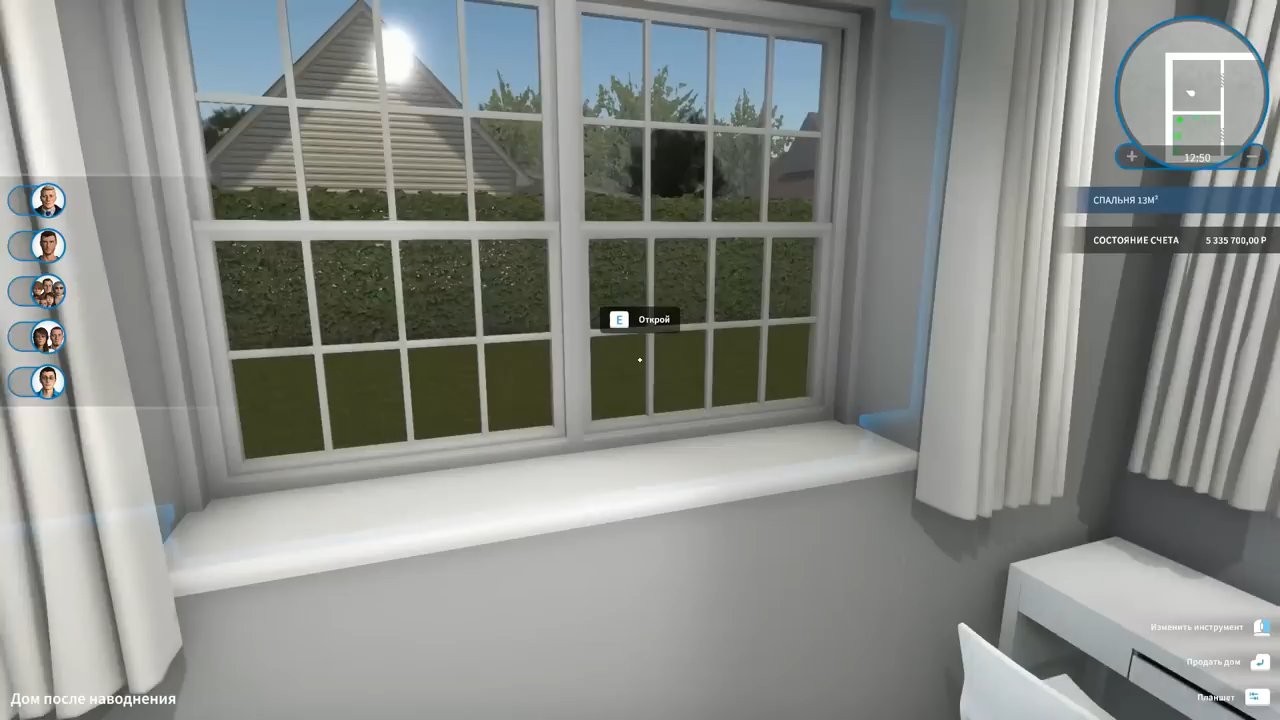 12:50
СПАЛЬНЯ 13М²
СОСТОЯНИЕ СЧЕТА 5 335 700,00 Р
E Открой
Изменить инструмент
Продать дом
Планшет
Дом после наводнения